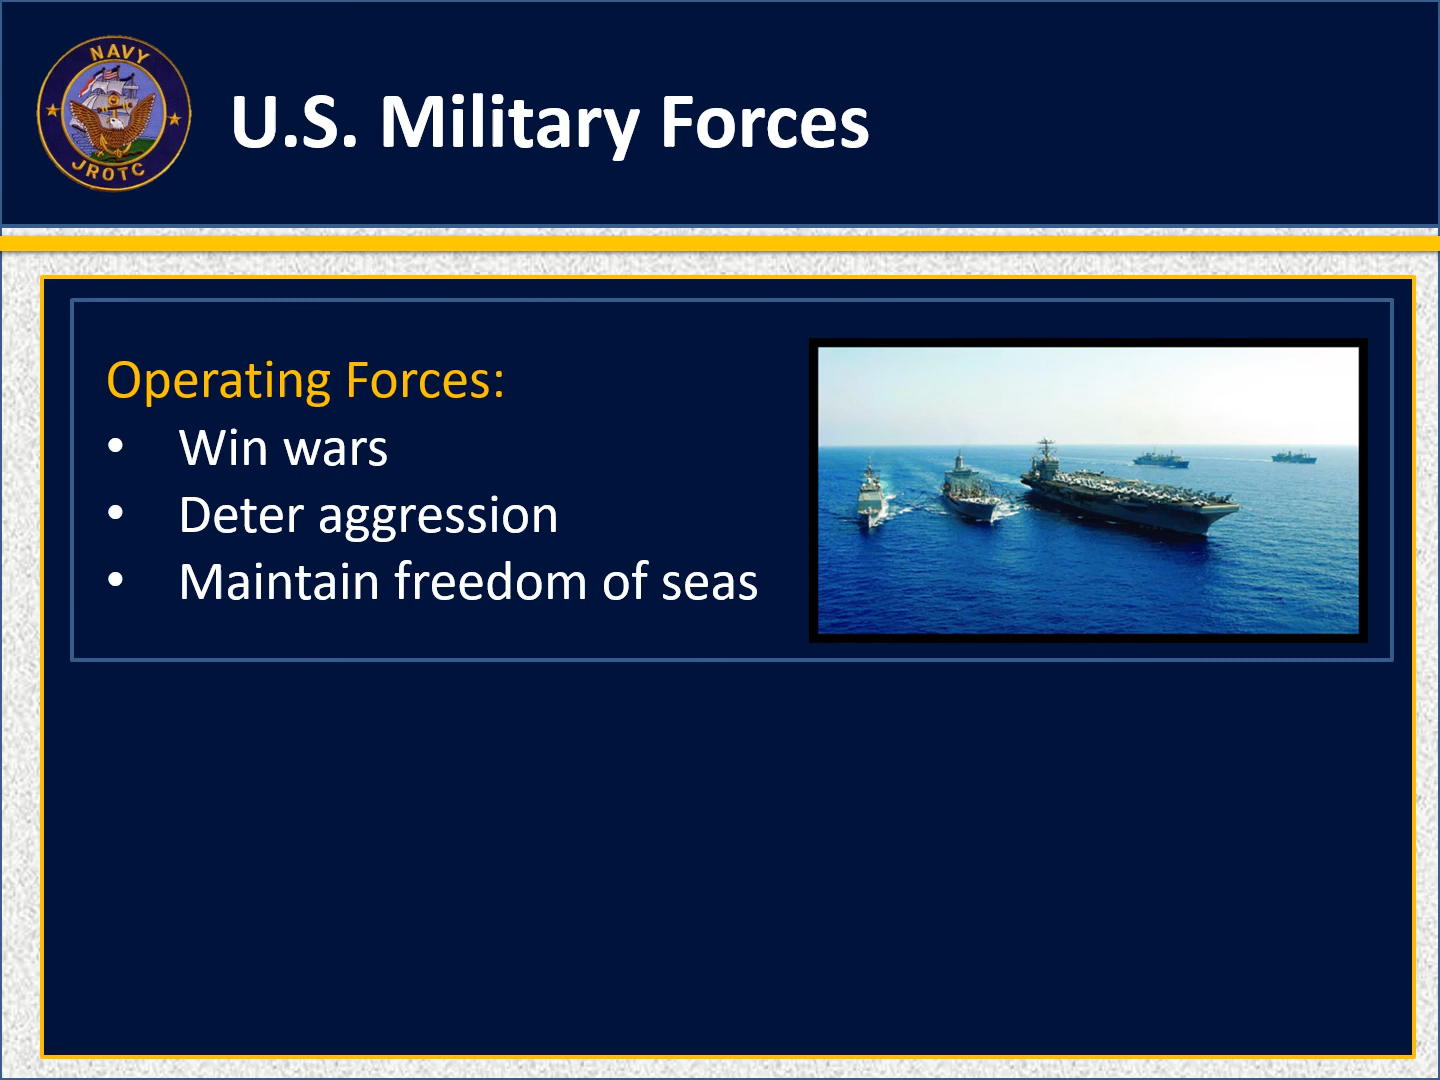 NAVY
JROTC
U.S. Military Forces
Operating Forces:
• Win wars
• Deter aggression
• Maintain freedom of seas